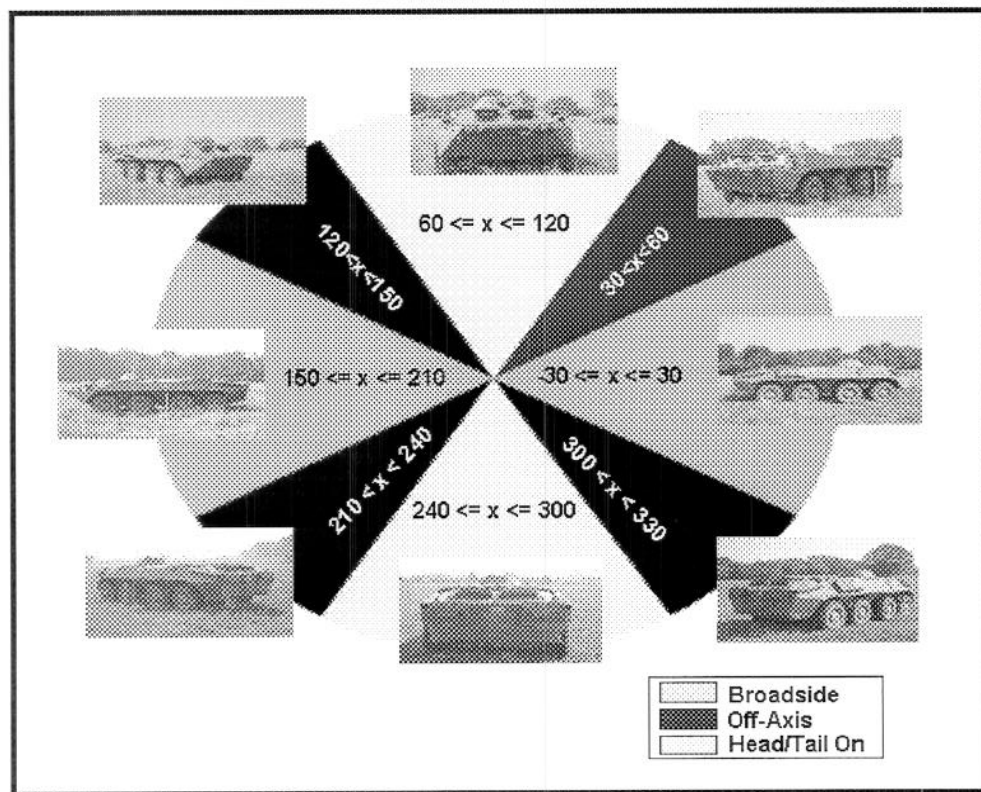 60 <= x <= 120
120<x<150
30<x<60
150 <= x <= 210
-30 <= x <= 30
210 < x < 240
300 < x < 330
240 <= x <= 300
Broadside
Off-Axis
Head/Tail On